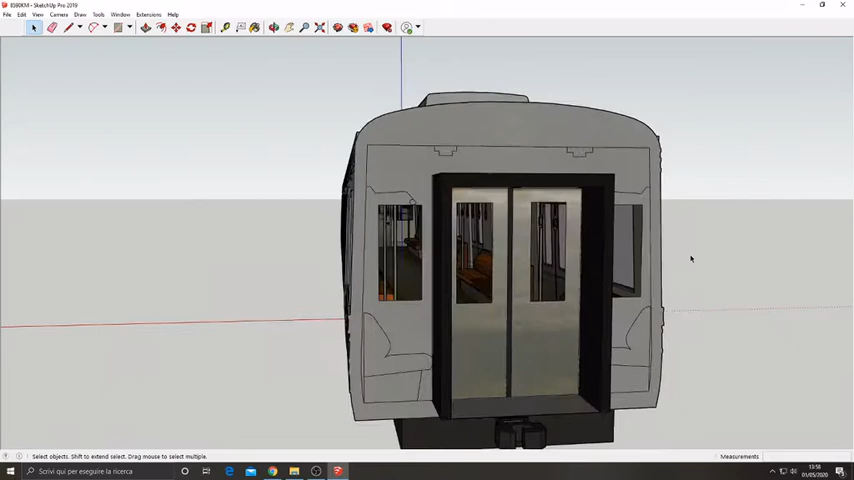 8160KM - SketchUp Pro 2019
File Edit View Camera Draw Tools Window Extensions Help
Select objects. Shift to extend select. Drag mouse to select multiple.
Measurements
Scrivi qui per eseguire la ricerca
13:58
01/05/2020